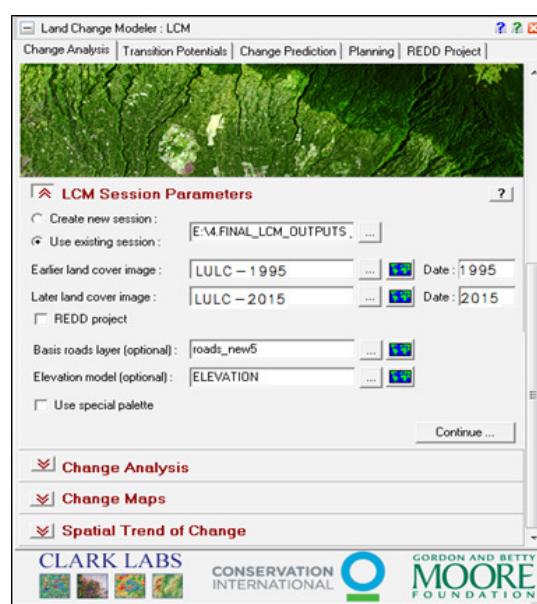 Land Change Modeler : LCM ? ?
Change Analysis Transition Potentials Change Prediction Planning REDD Project
LCM Session Parameters ?
Create new session :
Use existing session :
E:\4.FINAL_LCM_OUTPUTS ...
Earlier land cover image : LULC – 1995 ... Date : 1995
Later land cover image : LULC – 2015 ... Date : 2015
REDD project
Basis roads layer (optional) : roads_new5 ...
Elevation model (optional) : ELEVATION ...
Use special palette
Continue ...
Change Analysis
Change Maps
Spatial Trend of Change
CLARK LABS
CONSERVATION
INTERNATIONAL
GORDON AND BETTY
MOORE
FOUNDATION